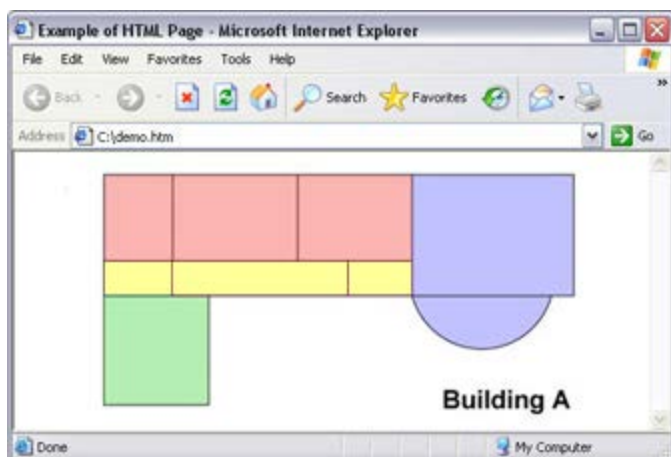 Example of HTML Page - Microsoft Internet Explorer
File Edit View Favorites Tools Help
Back Search Favorites »
Address C:\demo.htm Go
Building A
Done My Computer